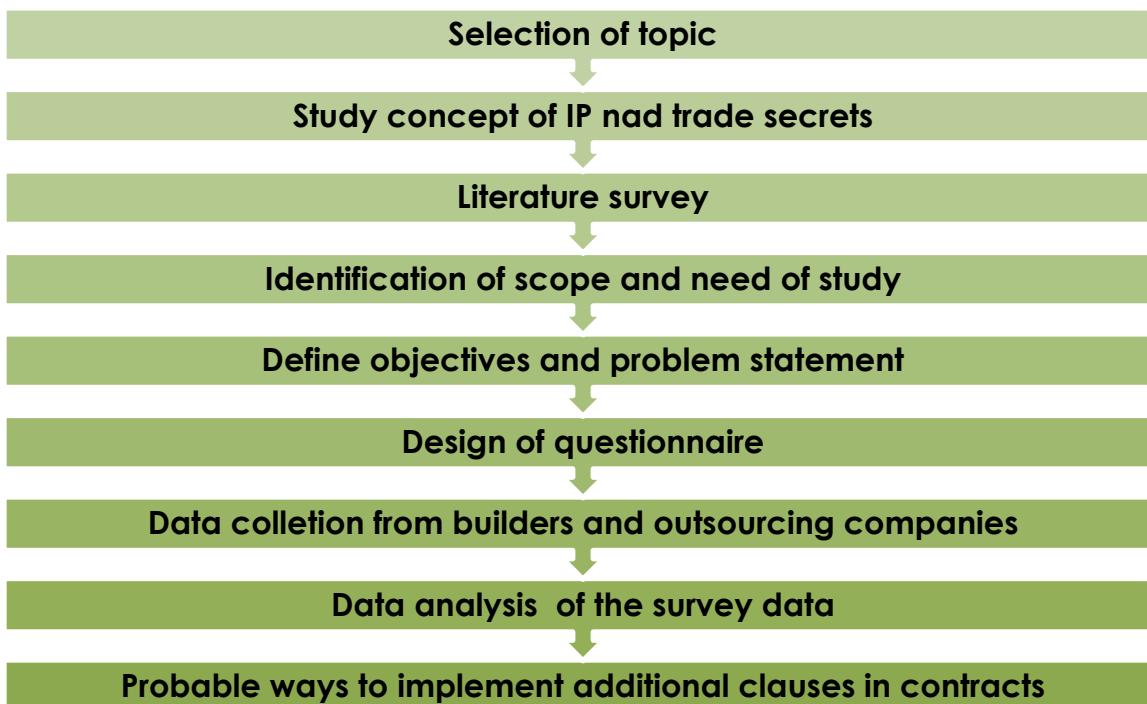 Selection of topic
Study concept of IP nad trade secrets
Literature survey
Identification of scope and need of study
Define objectives and problem statement
Design of questionnaire
Data colletion from builders and outsourcing companies
Data analysis of the survey data
Probable ways to implement additional clauses in contracts